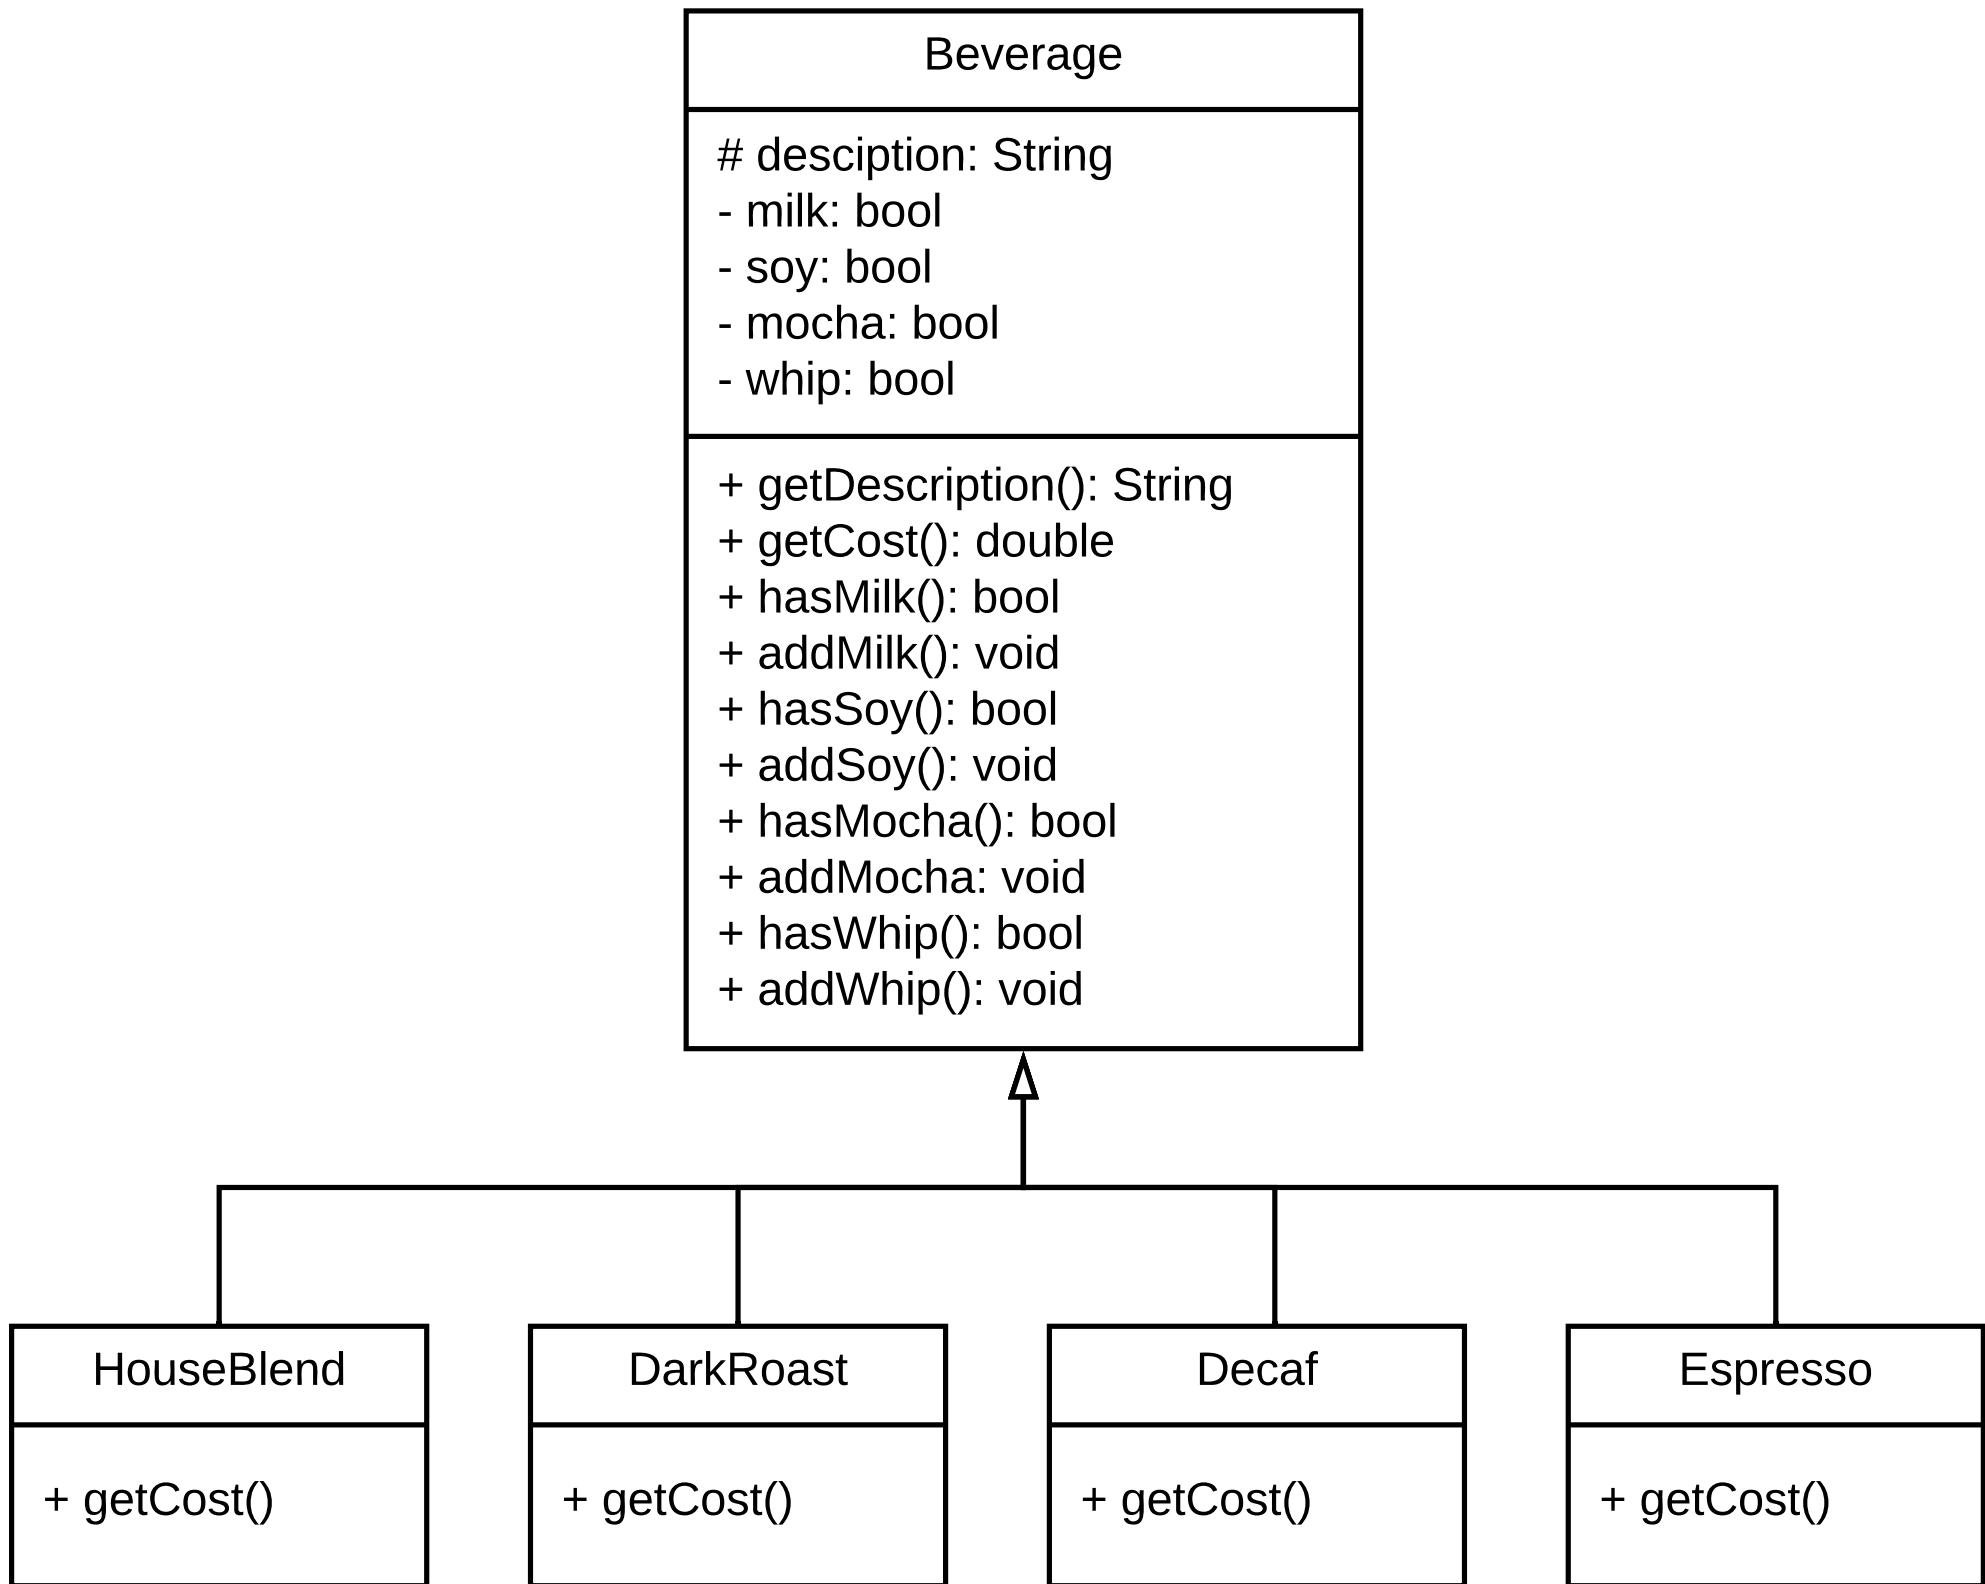 Beverage
# desciption: String
- milk: bool
- soy: bool
- mocha: bool
- whip: bool
+ getDescription(): String
+ getCost(): double
+ hasMilk(): bool
+ addMilk(): void
+ hasSoy(): bool
+ addSoy(): void
+ hasMocha(): bool
+ addMocha: void
+ hasWhip(): bool
+ addWhip(): void
HouseBlend
+ getCost()
DarkRoast
+ getCost()
Decaf
+ getCost()
Espresso
+ getCost()